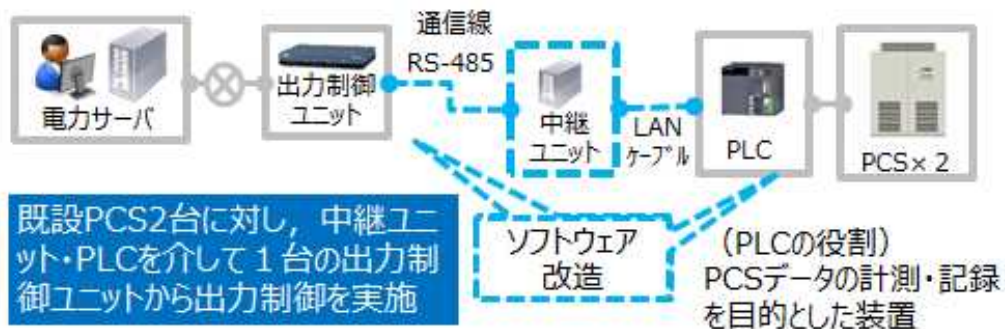 通信線
RS-485
電力サーバ
出力制御
ユニット
中継
ユニット
LAN
ｹｰﾌﾞﾙ
PLC
PCS×2
既設PCS2台に対し，中継ユニ
ット・PLCを介して１台の出力制
御ユニットから出力制御を実施
ソフトウェア
改造
（PLCの役割）
PCSデータの計測・記録
を目的とした装置